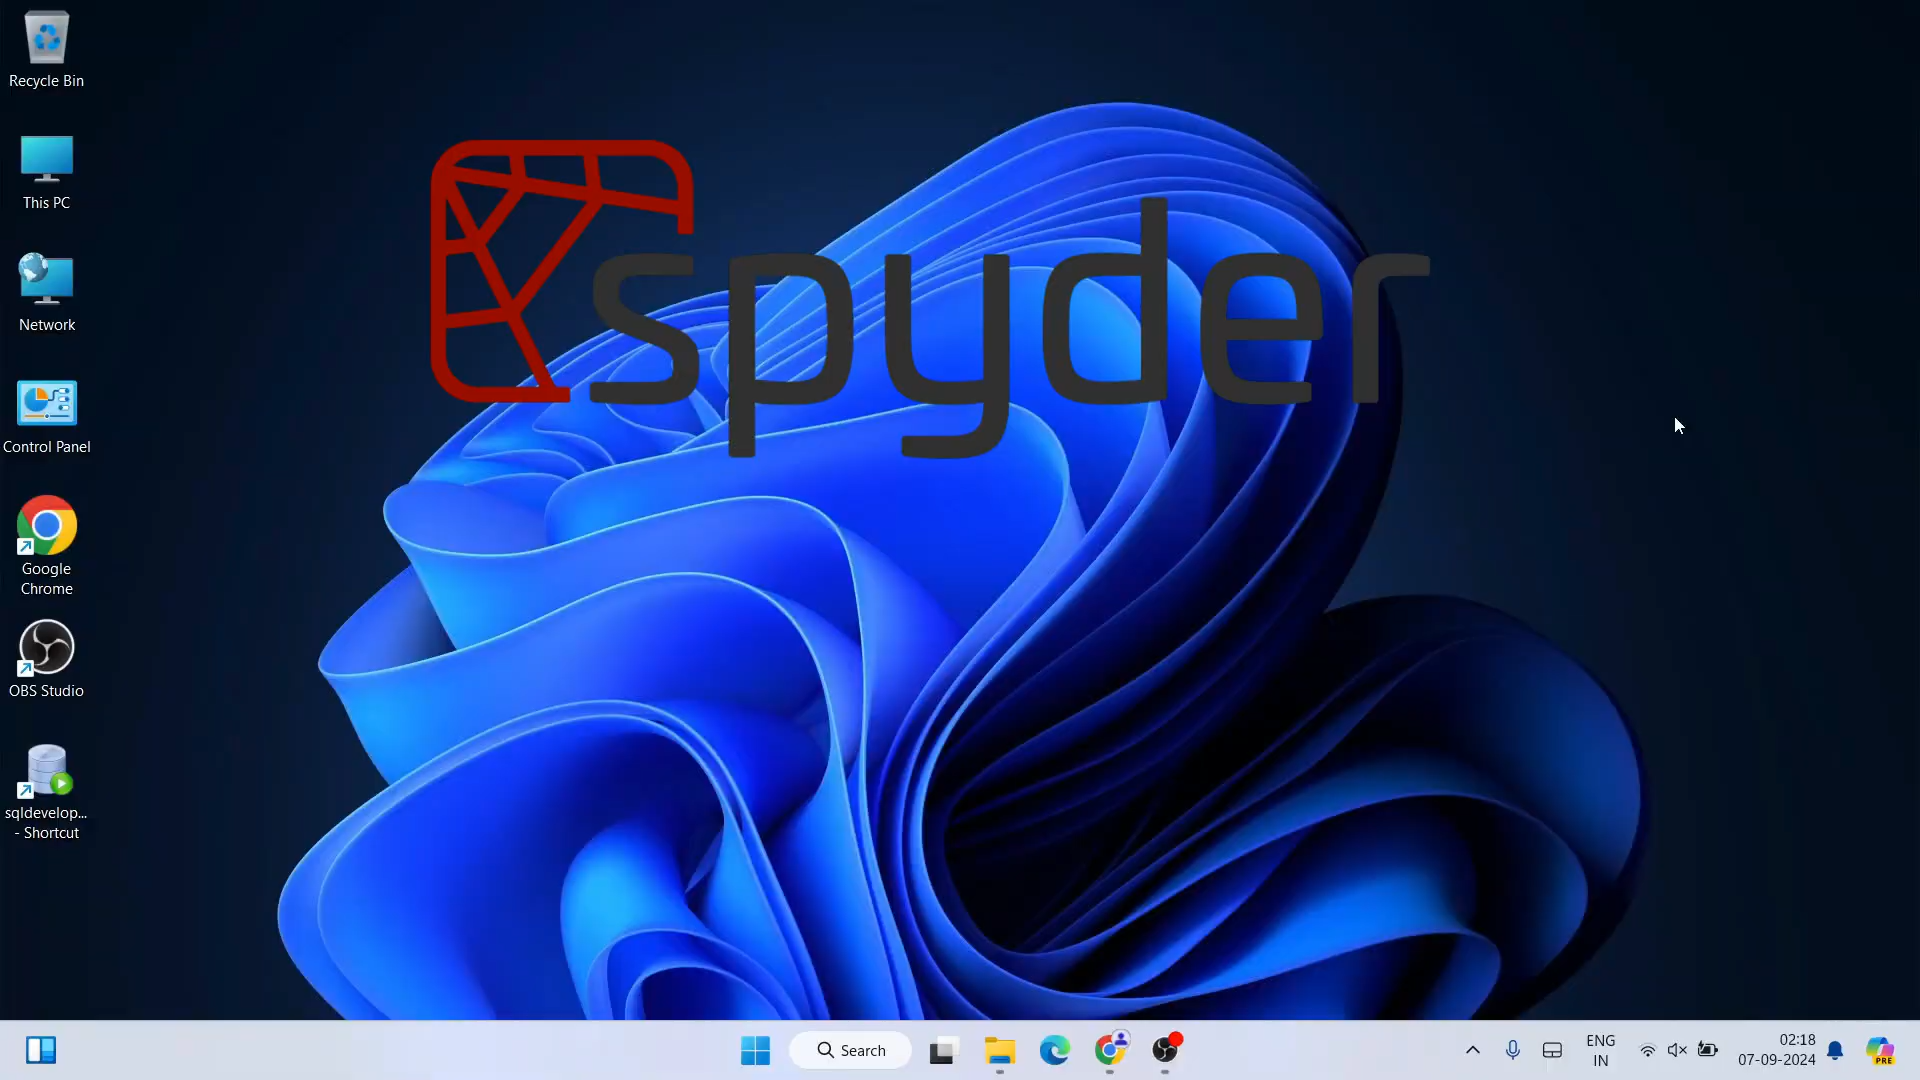 Recycle Bin
This PC
Network
Control Panel
Google
Chrome
OBS Studio
sqldevelop...
- Shortcut
spyder
Search
ENG
IN
02:18
07-09-2024
PRE